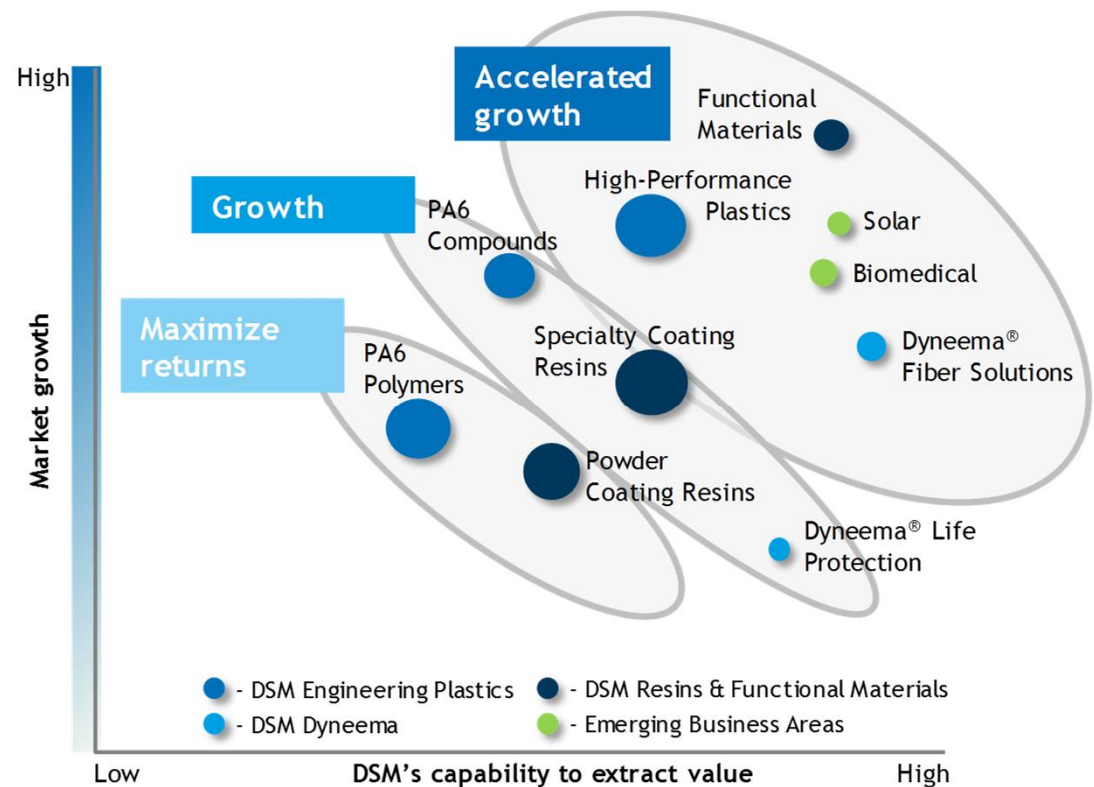 High
Accelerated
growth
Functional
Materials
High-Performance
Plastics
Growth
PA6
Compounds
Solar
Biomedical
Maximize
returns
PA6
Polymers
Specialty Coating
Resins
Dyneema® 
Fiber Solutions
Market growth
Powder
Coating Resins
Dyneema® Life
Protection
- DSM Engineering Plastics
- DSM Resins & Functional Materials
- DSM Dyneema
- Emerging Business Areas
Low
DSM's capability to extract value
High